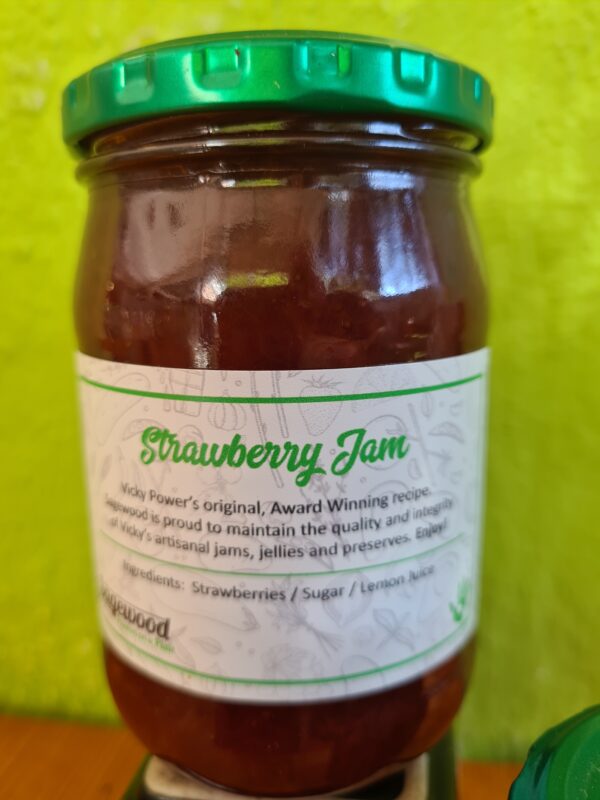 Strawberry Jam
Vicky Power's original, Award Winning recipe.
Sagewood is proud to maintain the quality and integrity
of Vicky's artisanal jams, jellies and preserves. Enjoy!
Ingredients: Strawberries / Sugar / Lemon Juice
Sagewood